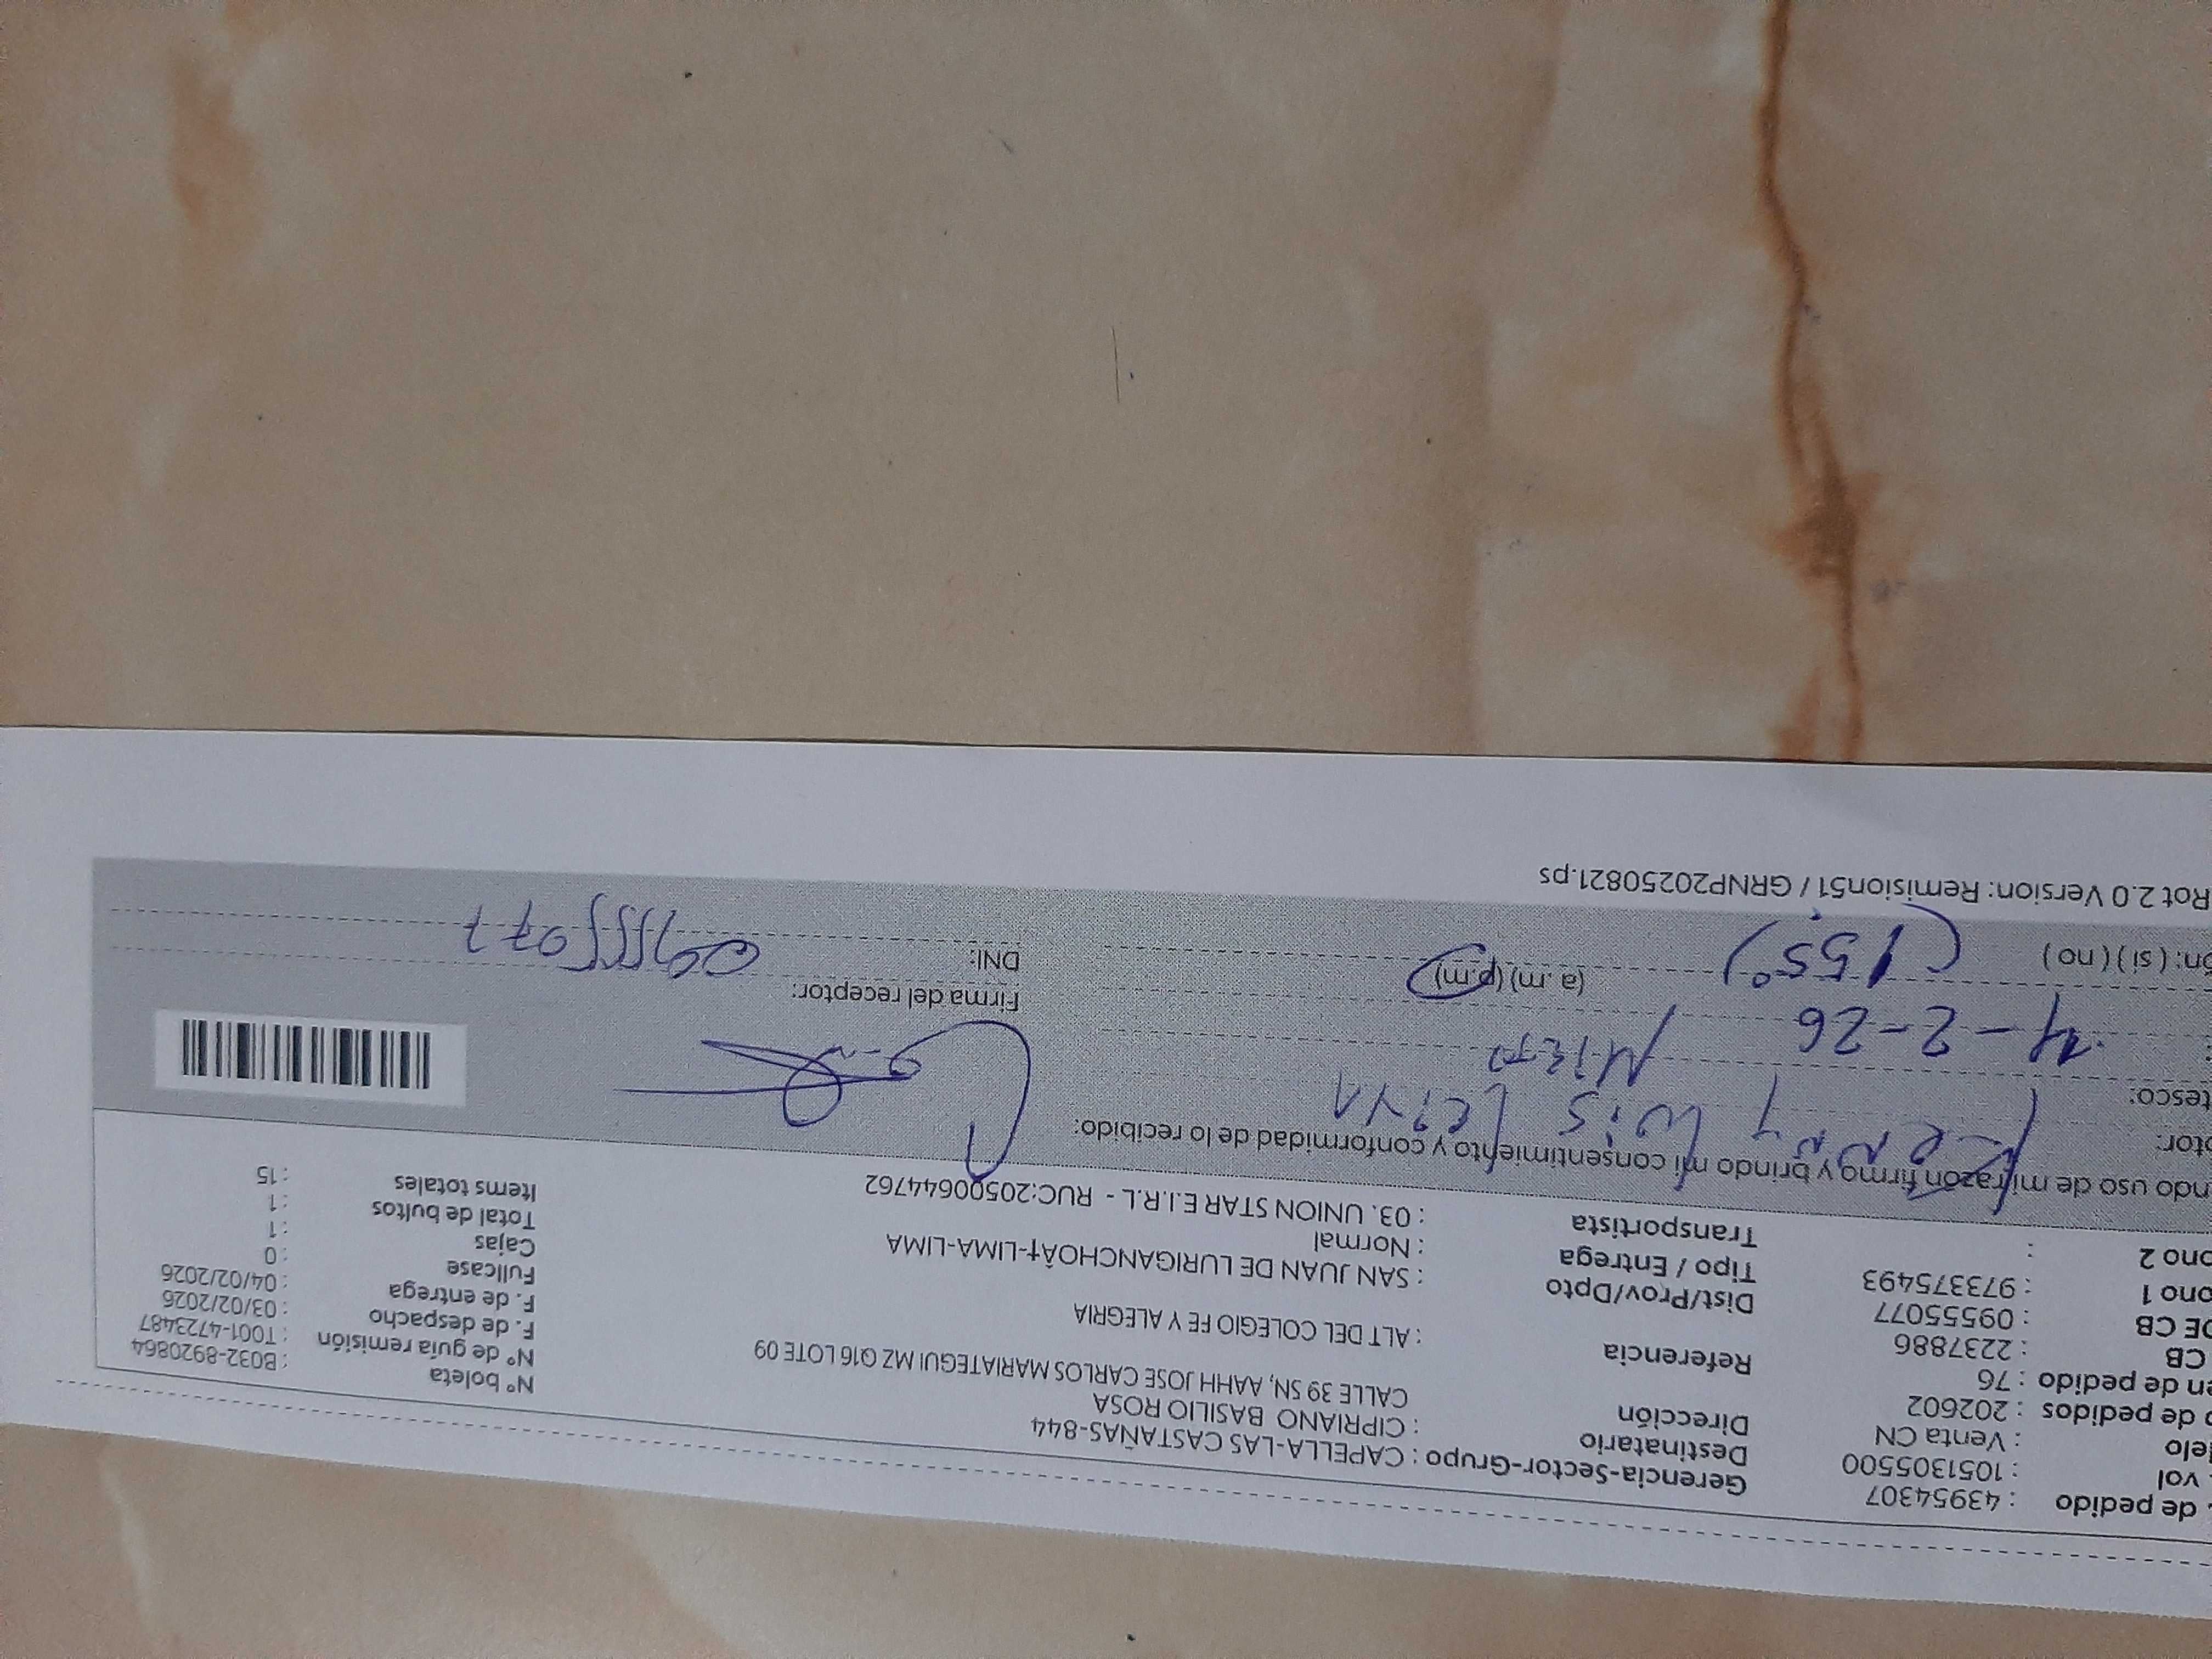 . de pedido : 43954307 Gerencia-Sector-Grupo : CAPELLA-LAS CASTAÑAS-844 Nº boleta : B032-8920864
. vol : 1051305500 Destinatario : CIPRIANO BASILIO ROSA Nº de guía remisión : T001-4723487
elo : Venta CN Dirección CALLE 39 SN, AAHH JOSE CARLOS MARIATEGUI MZ Q16 LOTE 09 F. de despacho : 03/02/2026
o de pedidos : 202602 F. de entrega : 04/02/2026
en de pedido : 76 Referencia : ALT DEL COLEGIO FE Y ALEGRIA Fullcase : 0
CB : 2237886 Cajas : 1
DE CB : 09555077 Dist/Prov/Dpto : SAN JUAN DE LURIGANCHOÂ†-LIMA-LIMA Total de bultos : 1
ono 1 : 973375493 Tipo / Entrega : Normal Items totales : 15
ono 2 : Transportista : 03. UNION STAR E.I.R.L - RUC:20500644762
ndo uso de mi razón firmo y brindo mi consentimiento y conformidad de lo recibido:
ptor: Luis
tesco: Nieto
4-2-26 Firma del receptor:
ón: ( si ) ( no ) (155°) (a .m) (p.m) DNI: 09555077
Rot 2.0 Version: Remision51 / GRNP20250821.ps